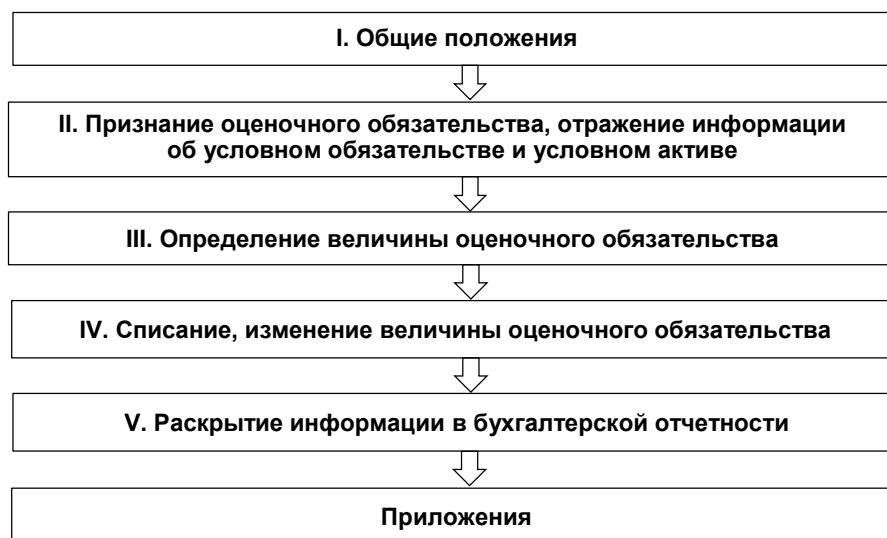 I. Общие положения
II. Признание оценочного обязательства, отражение информации
об условном обязательстве и условном активе
III. Определение величины оценочного обязательства
IV. Списание, изменение величины оценочного обязательства
V. Раскрытие информации в бухгалтерской отчетности
Приложения